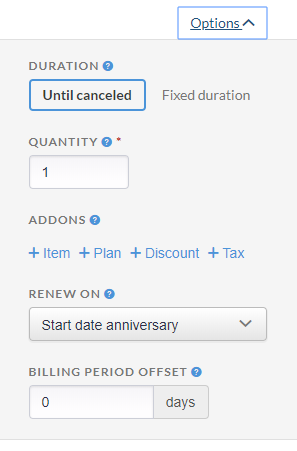 Options
DURATION ?
Until canceled Fixed duration
QUANTITY ? *
1
ADDONS ?
+ Item + Plan + Discount + Tax
RENEW ON ?
Start date anniversary
BILLING PERIOD OFFSET ?
0 days